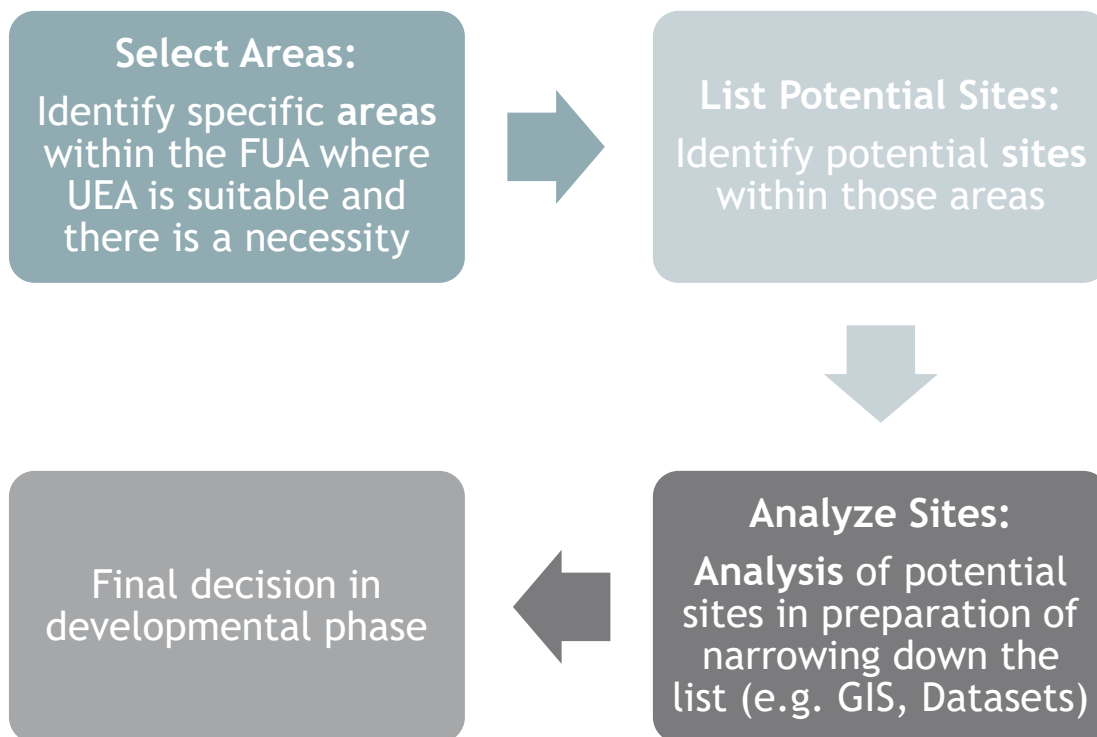 Select Areas:
Identify specific areas
within the FUA where
UEA is suitable and
there is a necessity
List Potential Sites:
Identify potential sites
within those areas
Analyze Sites:
Analysis of potential
sites in preparation of
narrowing down the
list (e.g. GIS, Datasets)
Final decision in
developmental phase